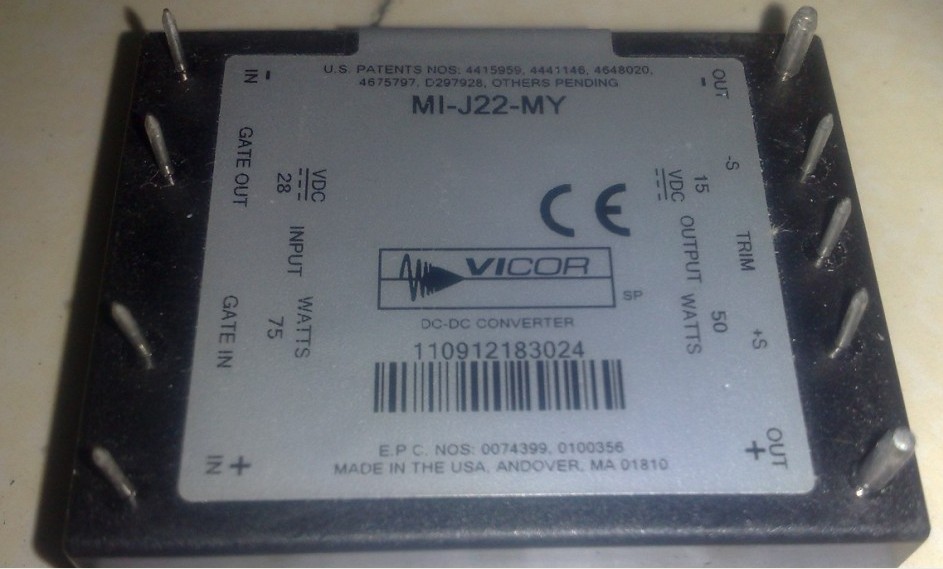 U.S. PATENTS NOS: 4415959, 4441146, 4648020,
4675797, D297928, OTHERS PENDING
MI-J22-MY
- IN
GATE OUT
GATE IN
+ IN
VDC INPUT WATTS
28 75
CE
VICOR
SP
DC-DC CONVERTER
110912183024
15 50
VDC OUTPUT WATTS
- OUT
-S
TRIM
+S
+ OUT
E.P.C. NOS: 0074399, 0100356
MADE IN THE USA, ANDOVER, MA 01810